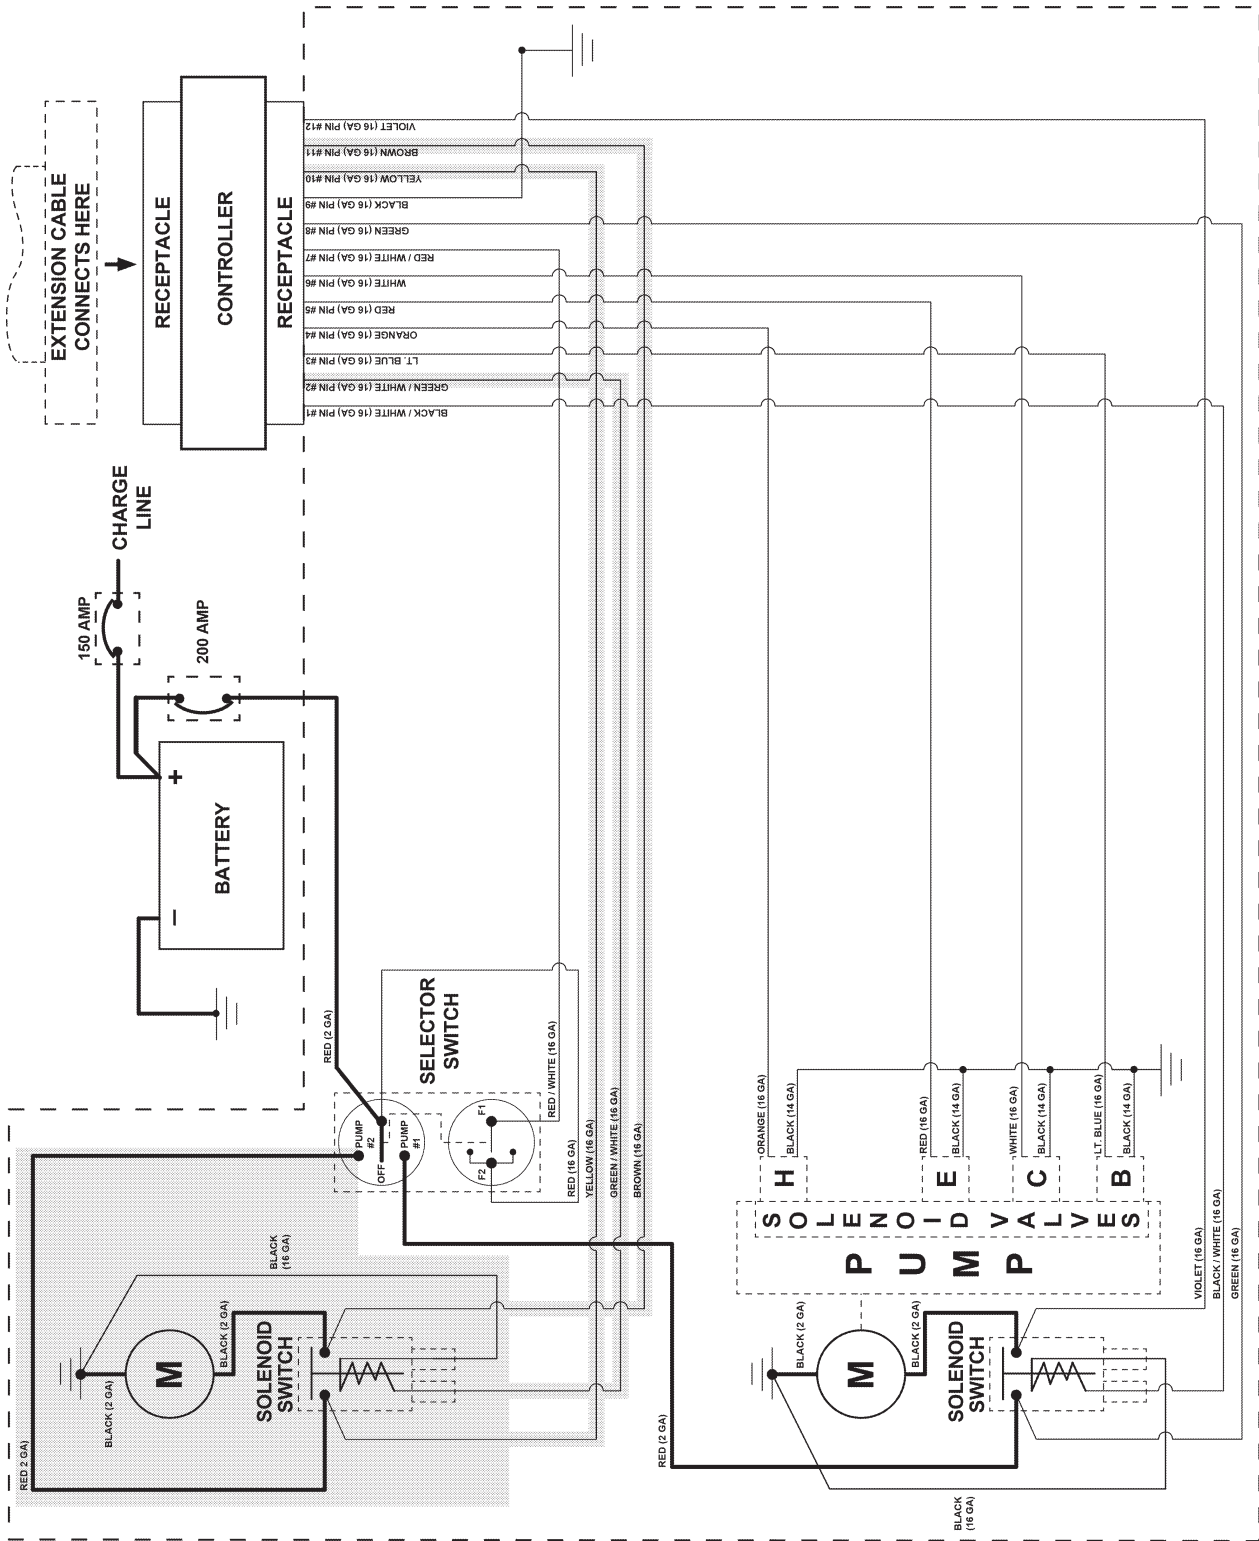 EXTENSION CABLE
CONNECTS HERE
RECEPTACLE
CONTROLLER
RECEPTACLE
VIOLET (16 GA) PIN #12
BROWN (16 GA) PIN #11
YELLOW (16 GA) PIN #10
BLACK (16 GA) PIN #9
GREEN (16 GA) PIN #8
RED / WHITE (16 GA) PIN #7
WHITE (16 GA) PIN #6
RED (16 GA) PIN #5
ORANGE (16 GA) PIN #4
LT. BLUE (16 GA) PIN #3
GREEN / WHITE (16 GA) PIN #2
BLACK / WHITE (16 GA) PIN #1
CHARGE
LINE
150 AMP
200 AMP
+
BATTERY
–
RED (2 GA)
SELECTOR
SWITCH
PUMP
#2
OFF
PUMP
#1
F1
F2
RED / WHITE (16 GA)
RED (16 GA)
YELLOW (16 GA)
GREEN / WHITE (16 GA)
BROWN (16 GA)
BLACK
(16 GA)
BLACK (2 GA)
M
BLACK (2 GA)
SOLENOID
SWITCH
RED 2 GA)
RED (2 GA)
ORANGE (16 GA)
BLACK (14 GA)
RED (16 GA)
BLACK (14 GA)
WHITE (16 GA)
BLACK (14 GA)
LT. BLUE (16 GA)
BLACK (14 GA)
H
E
C
B
SOLENOID VALVES
PUMP
VIOLET (16 GA)
BLACK / WHITE (16 GA)
GREEN (16 GA)
BLACK (2 GA)
M
BLACK (2 GA)
SOLENOID
SWITCH
BLACK
(16 GA)